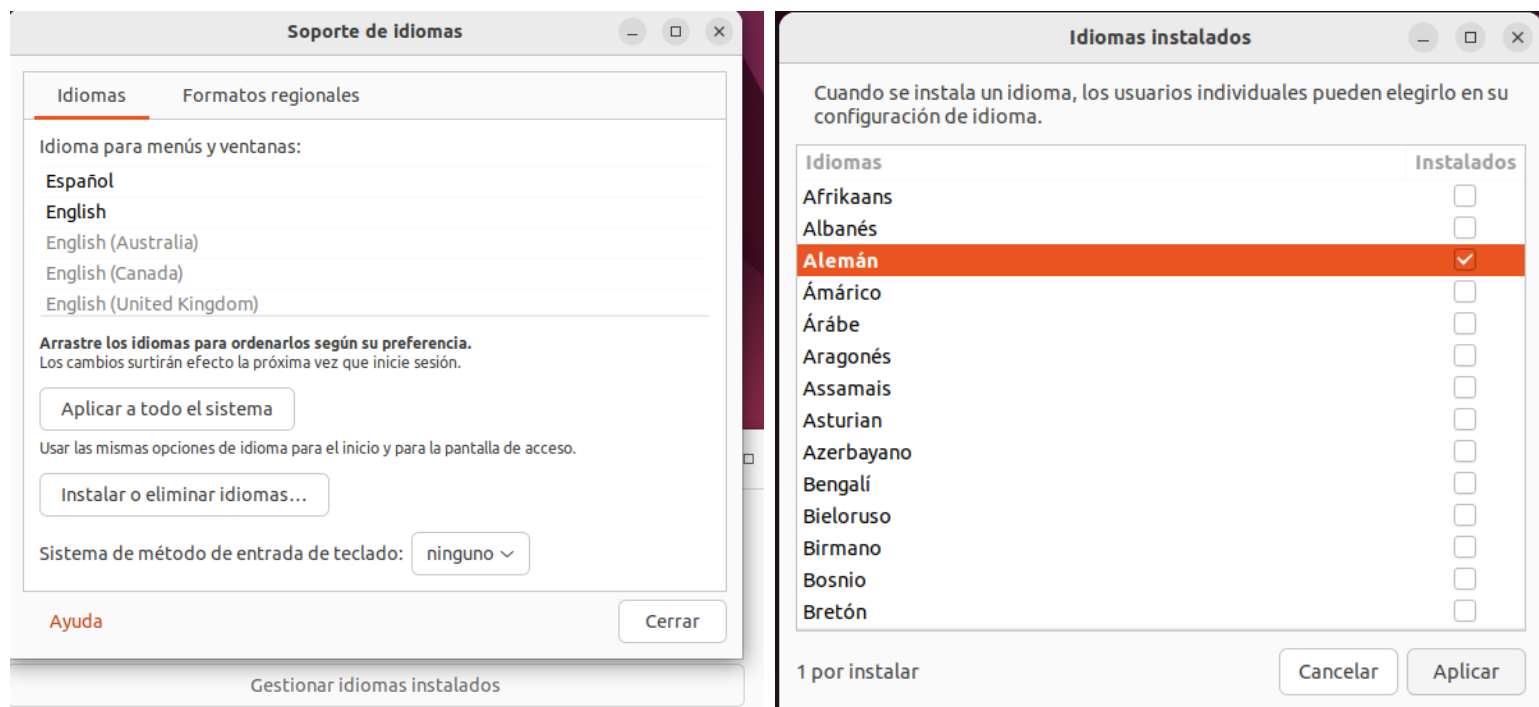 Soporte de idiomas
Idiomas Formatos regionales
Idioma para menús y ventanas:
Español
English
English (Australia)
English (Canada)
English (United Kingdom)
Arrastre los idiomas para ordenarlos según su preferencia.
Los cambios surtirán efecto la próxima vez que inicie sesión.
Aplicar a todo el sistema
Usar las mismas opciones de idioma para el inicio y para la pantalla de acceso.
Instalar o eliminar idiomas...
Sistema de método de entrada de teclado: ninguno
Ayuda Cerrar
Gestionar idiomas instalados
Idiomas instalados
Cuando se instala un idioma, los usuarios individuales pueden elegirlo en su
configuración de idioma.
Idiomas Instalados
Afrikaans
Albanés
Alemán
Ámárico
Árábe
Aragonés
Assamais
Asturian
Azerbayano
Bengalí
Bieloruso
Birmano
Bosnio
Bretón
1 por instalar Cancelar Aplicar